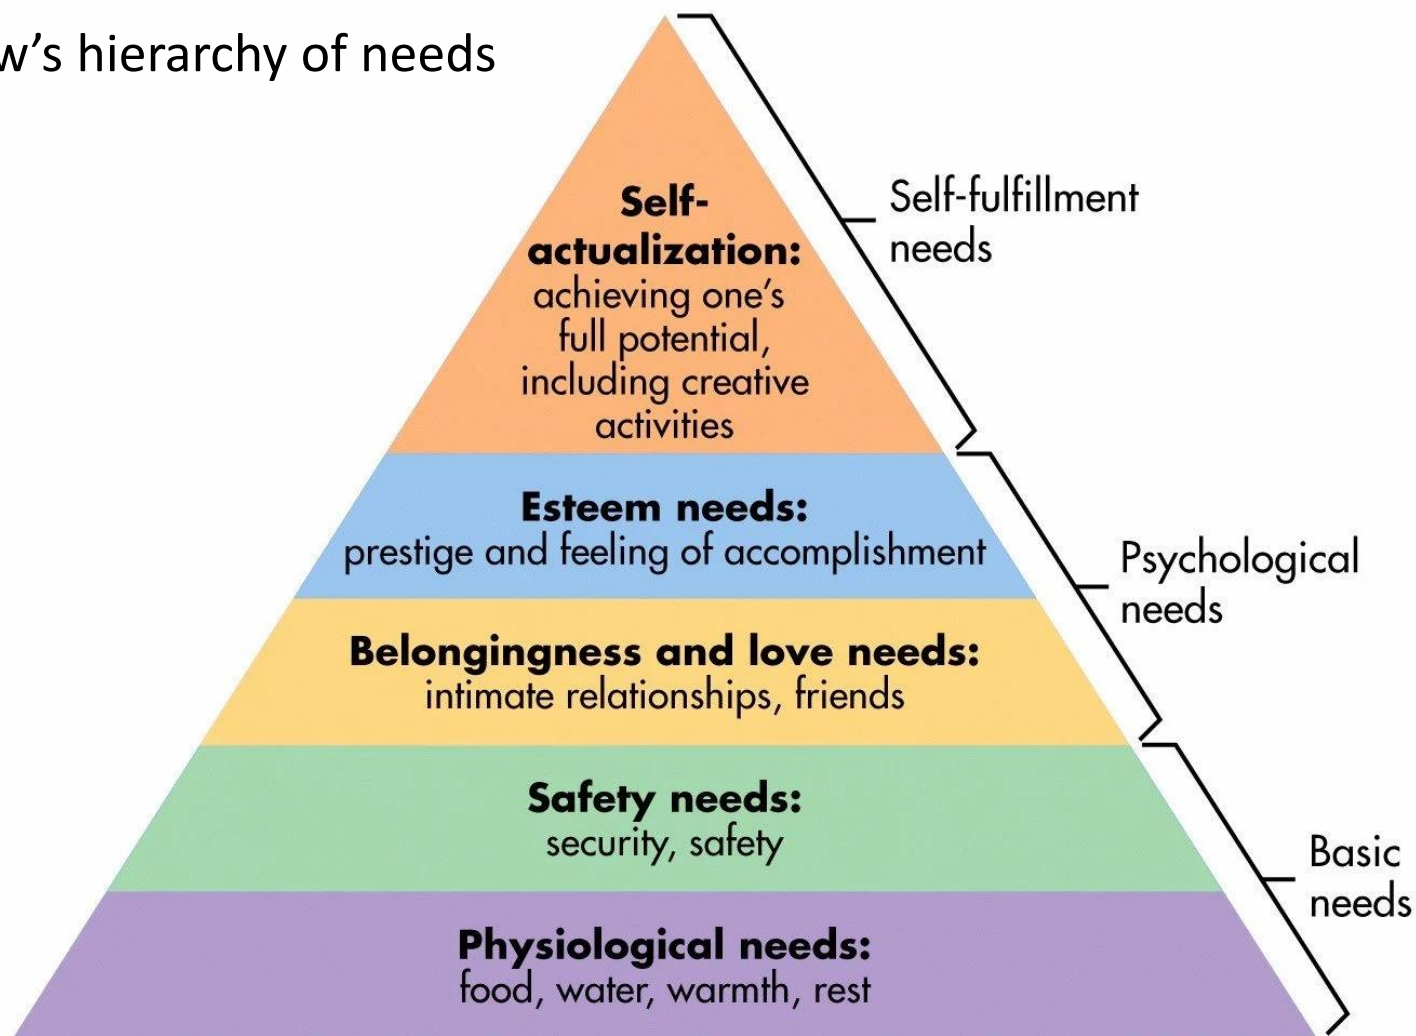 w’s hierarchy of needs
Self-
actualization:
achieving one’s
full potential,
including creative
activities
Self-fulfillment
needs
Esteem needs:
prestige and feeling of accomplishment
Belongingness and love needs:
intimate relationships, friends
Psychological
needs
Safety needs:
security, safety
Physiological needs:
food, water, warmth, rest
Basic
needs